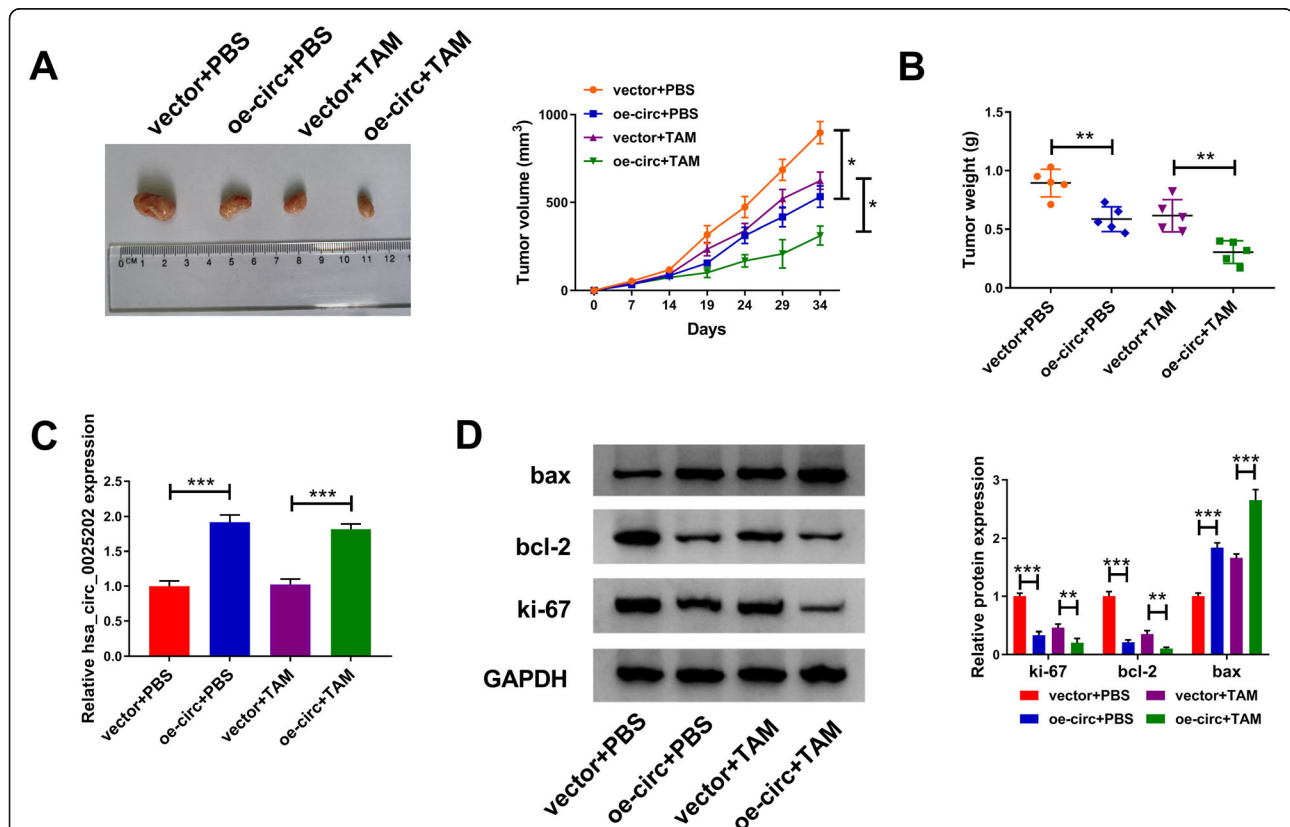 A
vector+PBS
oe-circ+PBS
vector+TAM
oe-circ+TAM
0 CM 1 2 3 4 5 6 7 8 9 10 11 12
vector+PBS
oe-circ+PBS
vector+TAM
oe-circ+TAM
Tumor volume (mm³)
1000
500
0
0 7 14 19 24 29 34
Days
*
*
B
Tumor weight (g)
1.5
1.0
0.5
0.0
**
**
vector+PBS
oe-circ+PBS
vector+TAM
oe-circ+TAM
C
Relative hsa_circ_0025202 expression
2.5
2.0
1.5
1.0
0.5
0.0
***
***
vector+PBS
oe-circ+PBS
vector+TAM
oe-circ+TAM
D
bax
bcl-2
ki-67
GAPDH
vector+PBS
oe-circ+PBS
vector+TAM
oe-circ+TAM
Relative protein expression
3
2
1
0
***
**
***
**
***
***
ki-67 bcl-2 bax
vector+PBS
vector+TAM
oe-circ+PBS
oe-circ+TAM